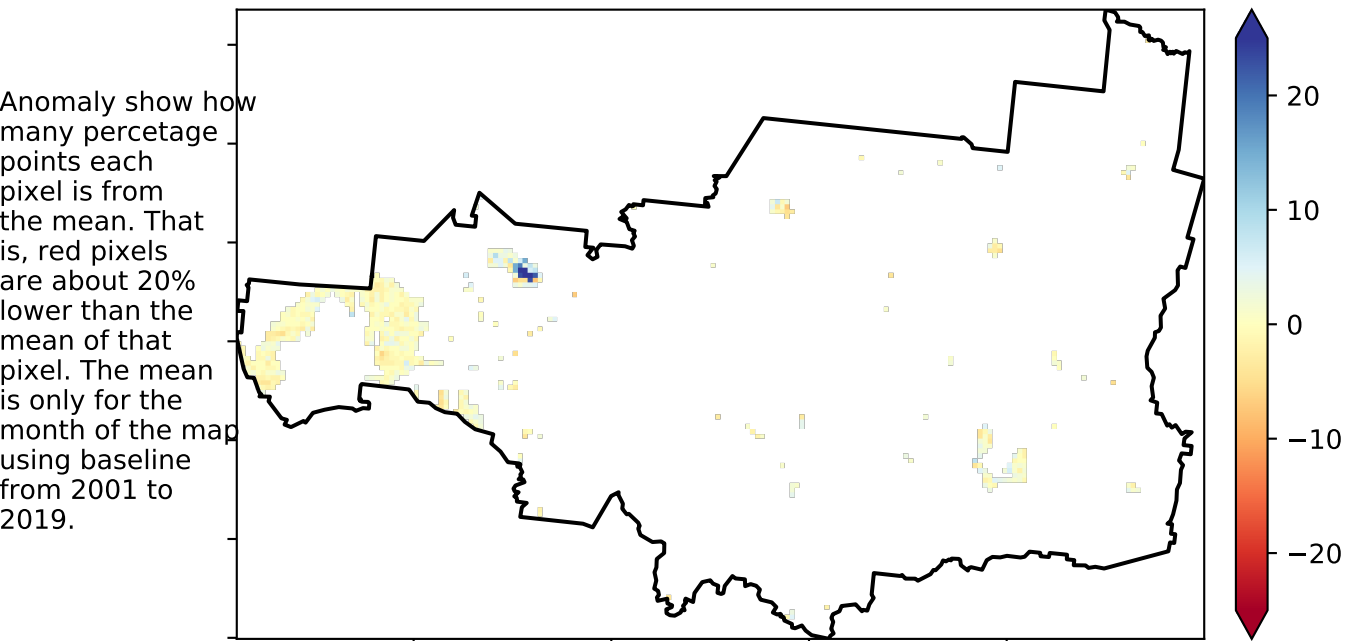 Anomaly show how
many percetage
points each
pixel is from
the mean. That
is, red pixels
are about 20%
lower than the
mean of that
pixel. The mean
is only for the
month of the map
using baseline
from 2001 to
2019.
20
10
0
−10
−20